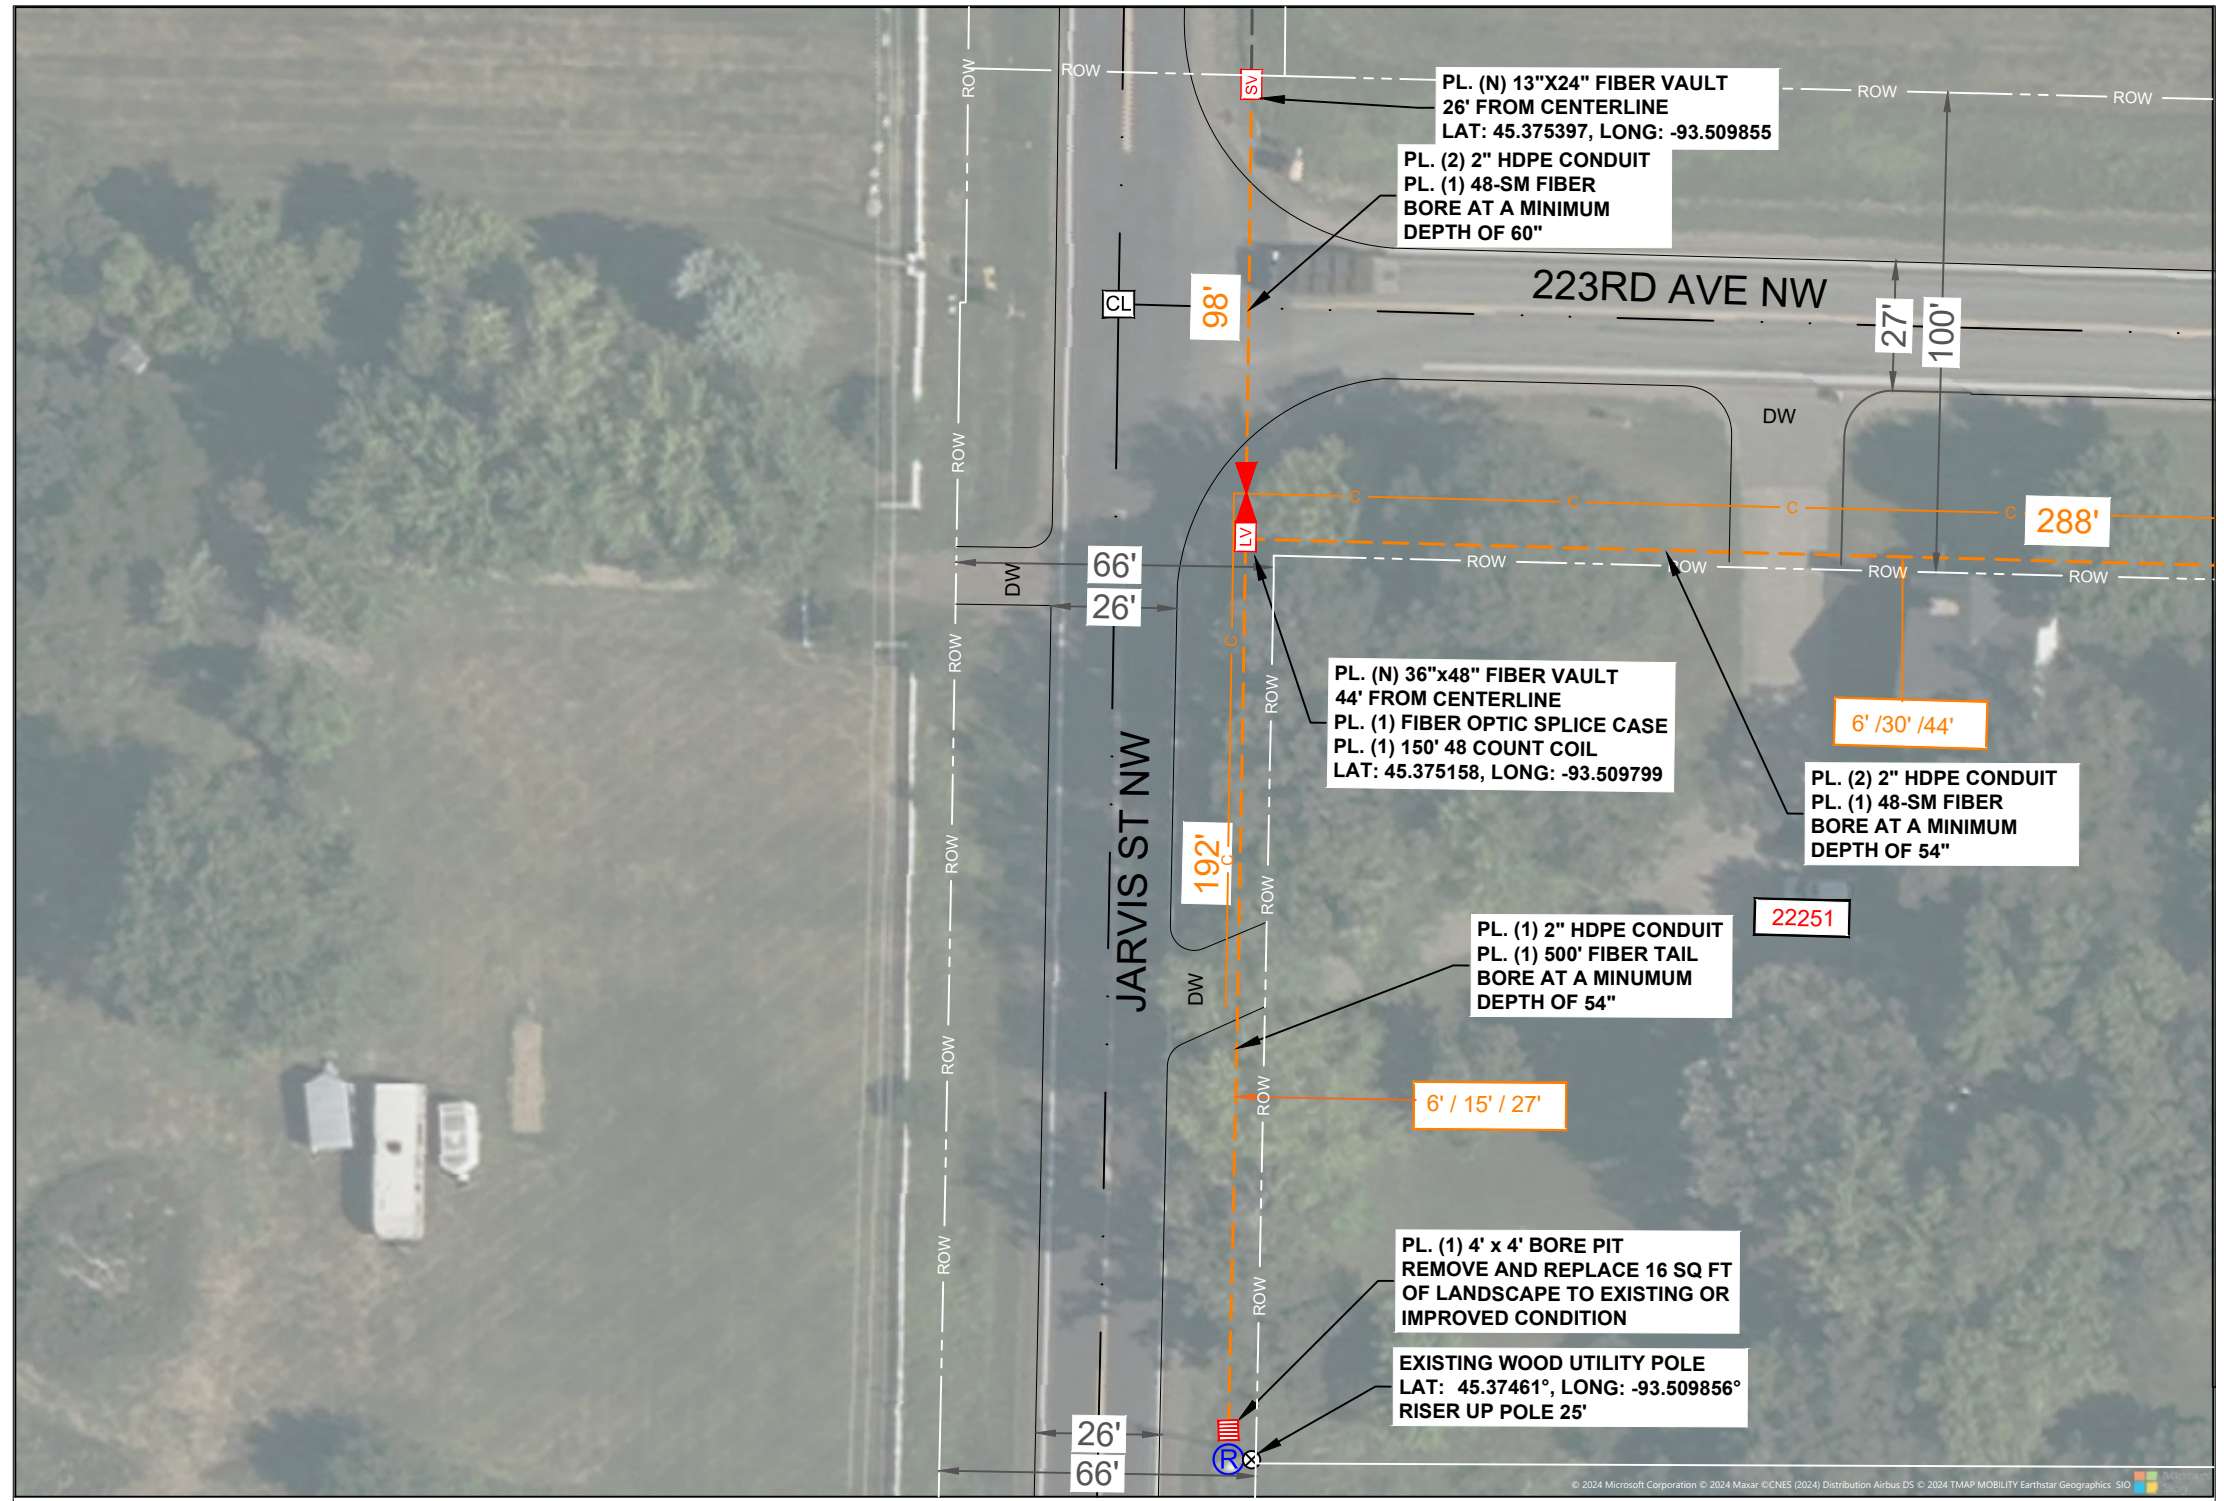 ROW
ROW
ROW
ROW
SV
PL. (N) 13"X24" FIBER VAULT
26' FROM CENTERLINE
LAT: 45.375397, LONG: -93.509855
PL. (2) 2" HDPE CONDUIT
PL. (1) 48-SM FIBER
BORE AT A MINIMUM
DEPTH OF 60"
CL
98'
223RD AVE NW
27'
100'
DW
ROW
C
C
C
C
288'
LV
66'
ROW
ROW
ROW
ROW
DW
26'
C
ROW
ROW
PL. (N) 36"x48" FIBER VAULT
44' FROM CENTERLINE
PL. (1) FIBER OPTIC SPLICE CASE
PL. (1) 150' 48 COUNT COIL
LAT: 45.375158, LONG: -93.509799
6' /30' /44'
PL. (2) 2" HDPE CONDUIT
PL. (1) 48-SM FIBER
BORE AT A MINIMUM
DEPTH OF 54"
JARVIS ST NW
192'
C
ROW
ROW
22251
PL. (1) 2" HDPE CONDUIT
PL. (1) 500' FIBER TAIL
BORE AT A MINUMUM
DEPTH OF 54"
DW
ROW
ROW
6' / 15' / 27'
ROW
ROW
PL. (1) 4' x 4' BORE PIT
REMOVE AND REPLACE 16 SQ FT
OF LANDSCAPE TO EXISTING OR
IMPROVED CONDITION
EXISTING WOOD UTILITY POLE
LAT: 45.37461°, LONG: -93.509856°
RISER UP POLE 25'
26'
R
66'
© 2024 Microsoft Corporation © 2024 Maxar ©CNES (2024) Distribution Airbus DS © 2024 TMAP MOBILITY Earthstar Geographics SIO